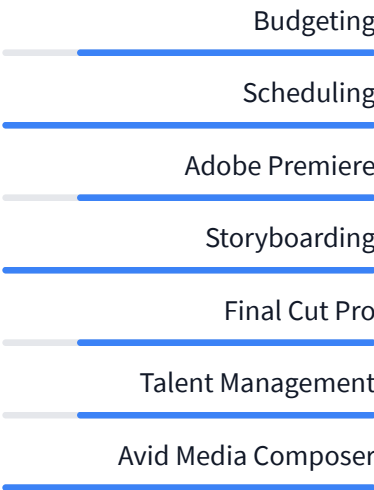 Budgeting
Scheduling
Adobe Premiere
Storyboarding
Final Cut Pro
Talent Management
Avid Media Composer